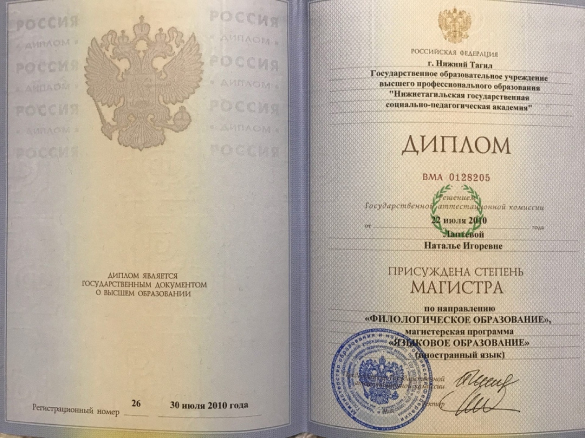 РОССИЯ
РОССИЯ
ДИПЛОМ
РОССИЯ
ДИПЛОМ
РОССИЯ
ДИПЛОМ ЯВЛЯЕТСЯ
ГОСУДАРСТВЕННЫМ ДОКУМЕНТОМ
О ВЫСШЕМ ОБРАЗОВАНИИ
Регистрационный номер 26 30 июля 2010 года
РОССИЙСКАЯ ФЕДЕРАЦИЯ
г. Нижний Тагил
Государственное образовательное учреждение
высшего профессионального образования
"Нижнетагильская государственная
социально-педагогическая академия"
ДИПЛОМ
ВМА 0128205
Решением
Государственной аттестационной комиссии
от 22 июля 2010 года
Лаптевой
Наталье Игоревне
ПРИСУЖДЕНА СТЕПЕНЬ
МАГИСТРА
по направлению
«ФИЛОЛОГИЧЕСКОЕ ОБРАЗОВАНИЕ»,
магистерская программа
«ЯЗЫКОВОЕ ОБРАЗОВАНИЕ»
(иностранный язык)